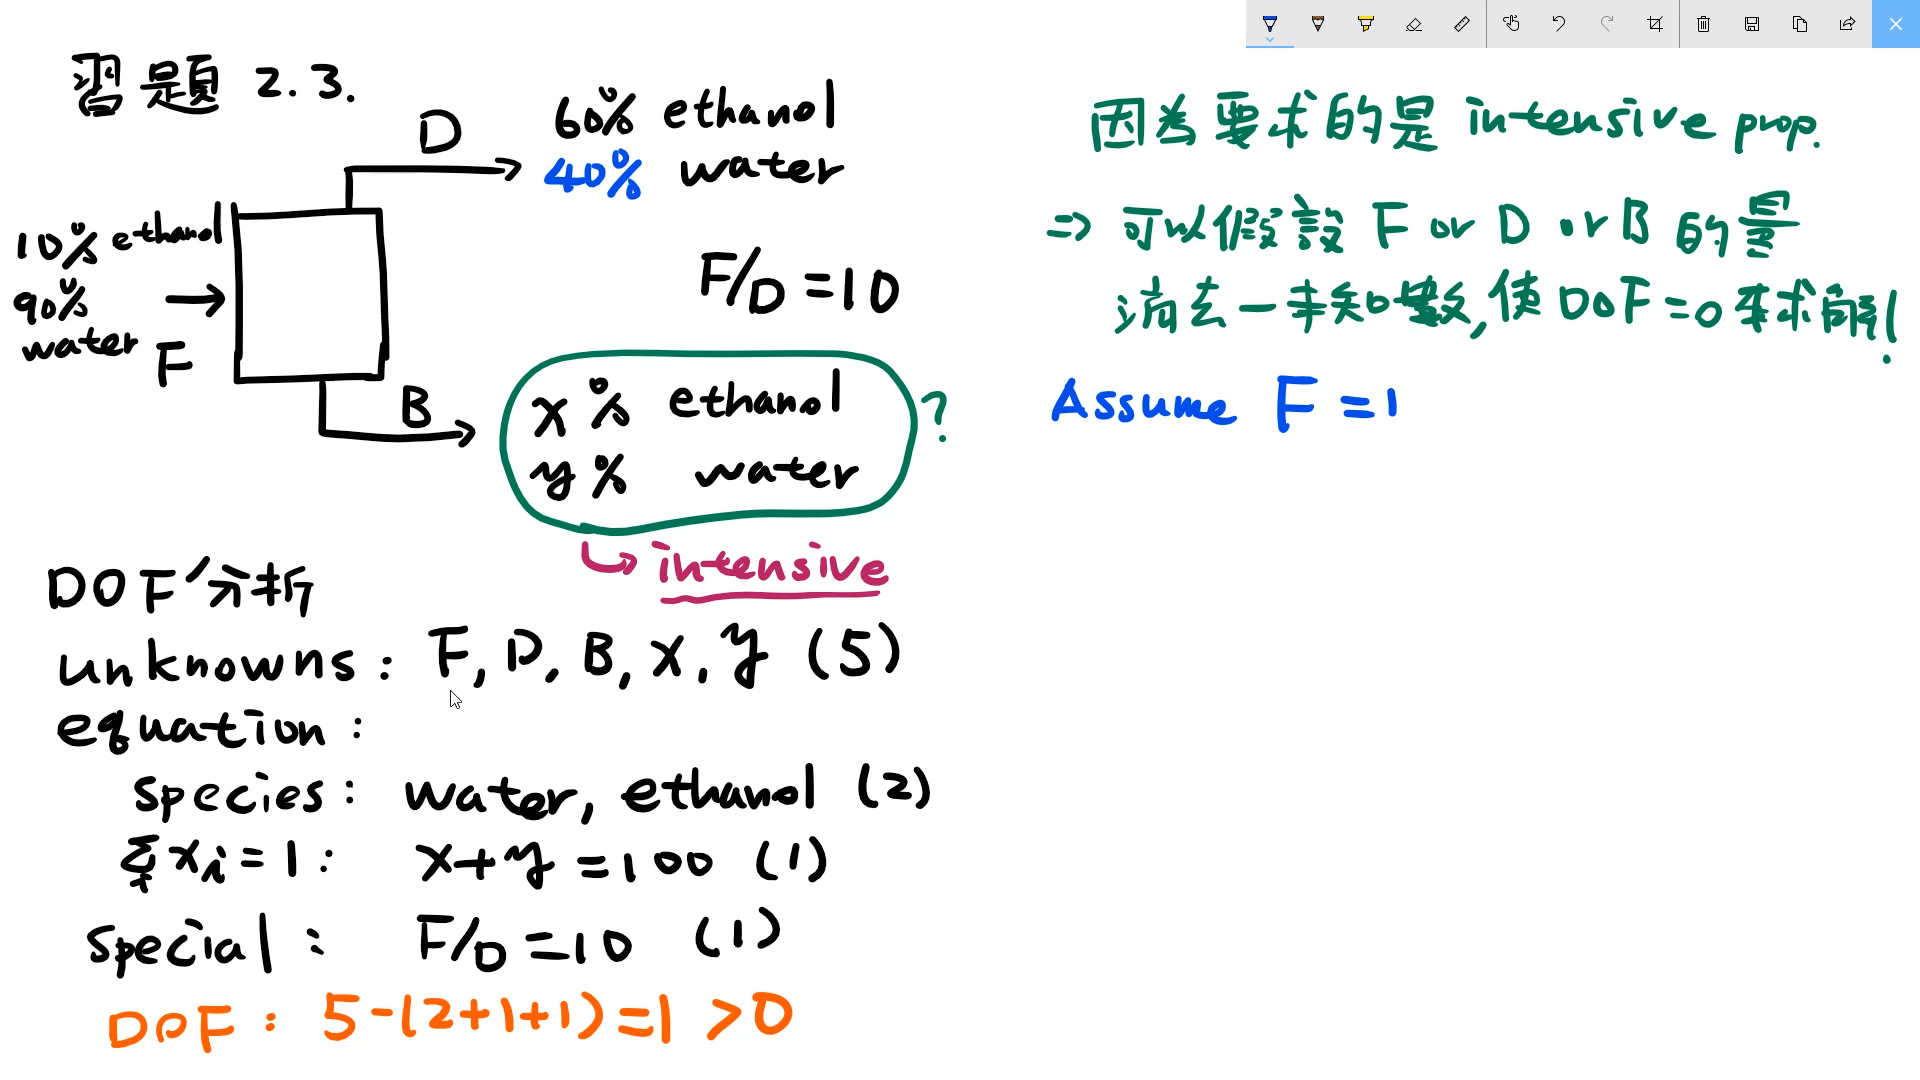 習題 2.3.
D
60% ethanol
40% water
10% ethanol
90%
water
F
F/D = 10
B
x % ethanol
y % water
?
intensive
DOF 分析
unknowns: F, D, B, x, y (5)
equation:
species: water, ethanol (2)
Σxi=1: x+y=100 (1)
i
special: F/D=10 (1)
DOF: 5-(2+1+1)=1 >0
因為要求的是 intensive prop.
⇒ 可以假設 F or D or B 的量
消去一未知數, 使 DOF=0 來求解!
Assume F=1